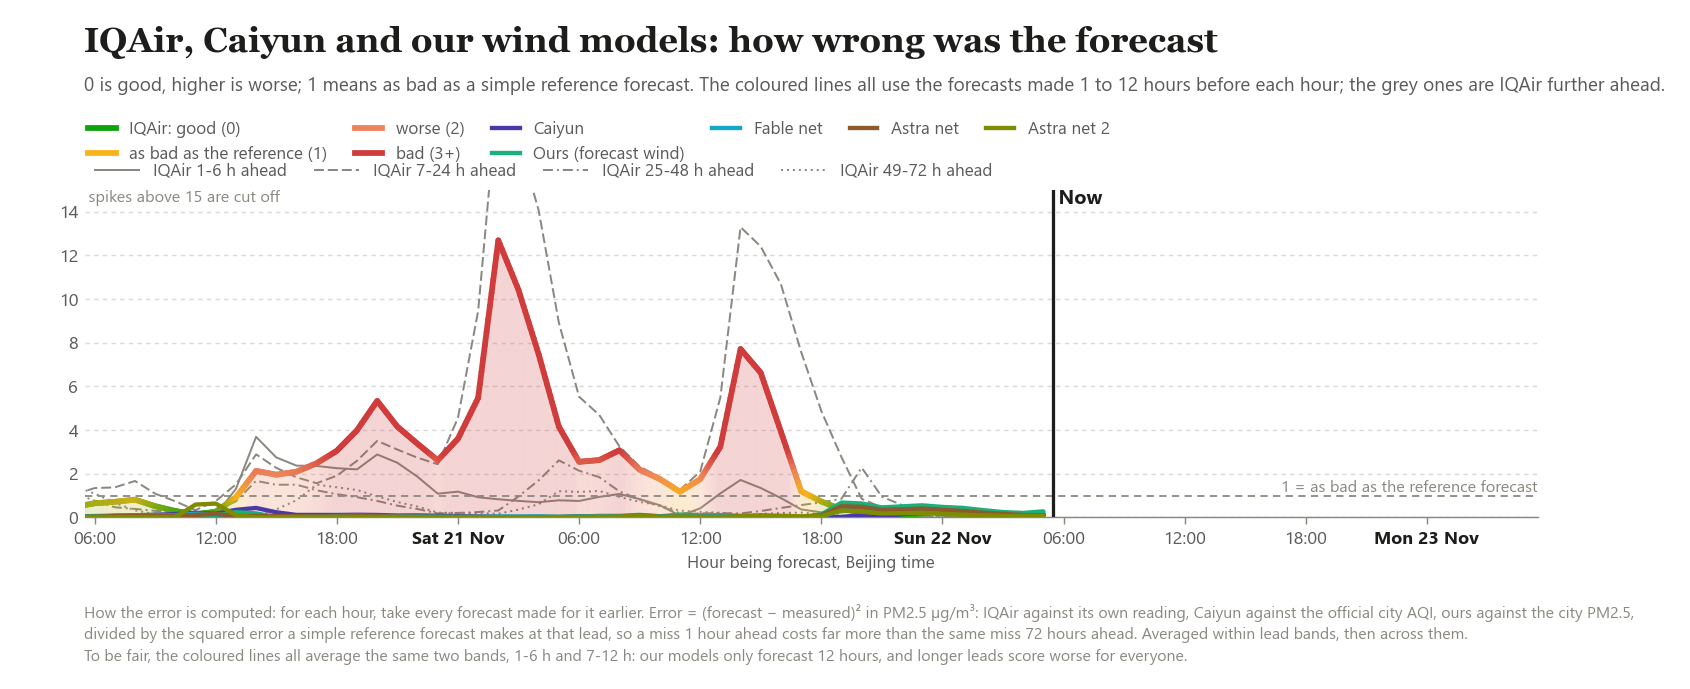 IQAir, Caiyun and our wind models: how wrong was the forecast
0 is good, higher is worse; 1 means as bad as a simple reference forecast. The coloured lines all use the forecasts made 1 to 12 hours before each hour; the grey ones are IQAir further ahead.
IQAir: good (0) worse (2) Caiyun Fable net Astra net Astra net 2
as bad as the reference (1) bad (3+) Ours (forecast wind)
IQAir 1-6 h ahead IQAir 7-24 h ahead IQAir 25-48 h ahead IQAir 49-72 h ahead
spikes above 15 are cut off
Now
14
12
10
8
6
4
2
0
1 = as bad as the reference forecast
06:00 12:00 18:00 Sat 21 Nov 06:00 12:00 18:00 Sun 22 Nov 06:00 12:00 18:00 Mon 23 Nov
Hour being forecast, Beijing time
How the error is computed: for each hour, take every forecast made for it earlier. Error = (forecast − measured)² in PM2.5 µg/m³: IQAir against its own reading, Caiyun against the official city AQI, ours against the city PM2.5,
divided by the squared error a simple reference forecast makes at that lead, so a miss 1 hour ahead costs far more than the same miss 72 hours ahead. Averaged within lead bands, then across them.
To be fair, the coloured lines all average the same two bands, 1-6 h and 7-12 h: our models only forecast 12 hours, and longer leads score worse for everyone.